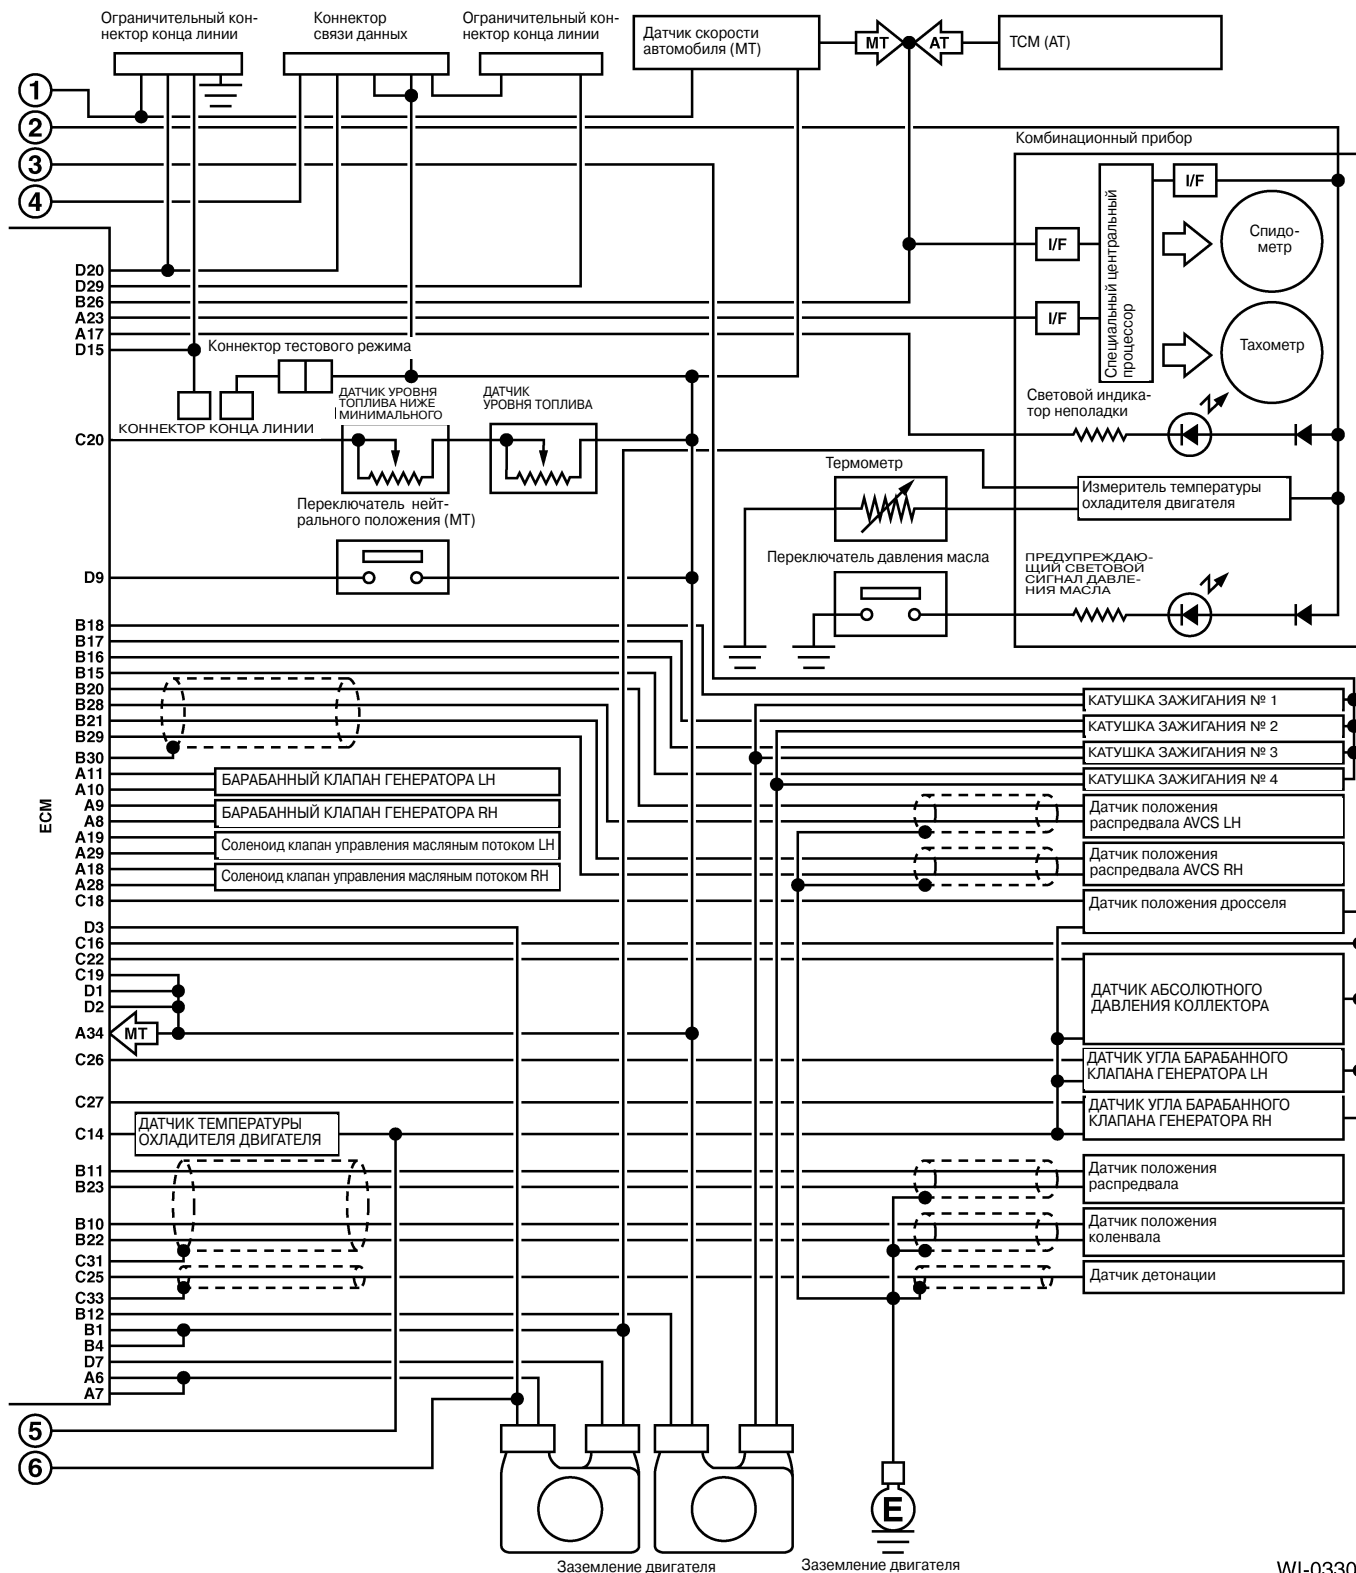 Ограничительный кон-
нектор конца линии
Коннектор
связи данных
Ограничительный кон-
нектор конца линии
Датчик скорости
автомобиля (МТ)
МТ
АТ
TCM (AT)
1
2
3
4
Комбинационный прибор
I/F
I/F
I/F
Специальный центральный
процессор
Спидо-
метр
Тахометр
D20
D29
B26
A23
A17
D15
Коннектор тестового режима
ДАТЧИК УРОВНЯ
ТОПЛИВА НИЖЕ
МИНИМАЛЬНОГО
ДАТЧИК
УРОВНЯ ТОПЛИВА
КОННЕКТОР КОНЦА ЛИНИИ
C20
Световой индика-
тор неполадки
Термометр
Измеритель температуры
охладителя двигателя
Переключатель нейт-
рального положения (МТ)
D9
Переключатель давления масла
ПРЕДУПРЕЖДАЮ-
ЩИЙ СВЕТОВОЙ
СИГНАЛ ДАВЛЕ-
НИЯ МАСЛА
B18
B17
B16
B15
B20
B28
B21
B29
B30
A11
A10
A9
A8
A19
A29
A18
A28
C18
D3
C16
C22
C19
D1
D2
A34
МТ
C26
C27
C14
B11
B23
B10
B22
C31
C25
C33
B12
B1
B4
D7
A6
A7
ECM
БАРАБАННЫЙ КЛАПАН ГЕНЕРАТОРА LH
БАРАБАННЫЙ КЛАПАН ГЕНЕРАТОРА RH
Соленоид клапан управления масляным потоком LH
Соленоид клапан управления масляным потоком RH
ДАТЧИК ТЕМПЕРАТУРЫ
ОХЛАДИТЕЛЯ ДВИГАТЕЛЯ
КАТУШКА ЗАЖИГАНИЯ № 1
КАТУШКА ЗАЖИГАНИЯ № 2
КАТУШКА ЗАЖИГАНИЯ № 3
КАТУШКА ЗАЖИГАНИЯ № 4
Датчик положения
распредвала AVCS LH
Датчик положения
распредвала AVCS RH
Датчик положения дросселя
ДАТЧИК АБСОЛЮТНОГО
ДАВЛЕНИЯ КОЛЛЕКТОРА
ДАТЧИК УГЛА БАРАБАННОГО
КЛАПАНА ГЕНЕРАТОРА LH
ДАТЧИК УГЛА БАРАБАННОГО
КЛАПАНА ГЕНЕРАТОРА RH
Датчик положения
распредвала
Датчик положения
коленвала
Датчик детонации
5
6
E
Заземление двигателя
Заземление двигателя
WI-0330